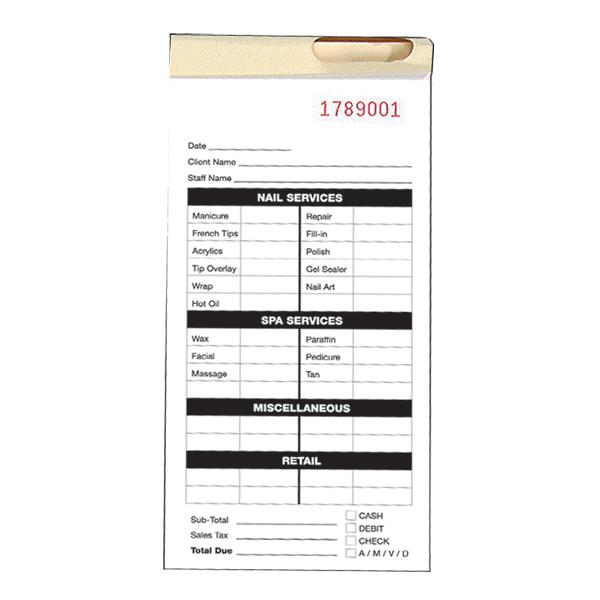 1789001
Date
Client Name
Staff Name
NAIL SERVICES
Manicure Repair
French Tips Fill-in
Acrylics Polish
Tip Overlay Gel Sealer
Wrap Nail Art
Hot Oil
SPA SERVICES
Wax Paraffin
Facial Pedicure
Massage Tan
MISCELLANEOUS
RETAIL
Sub-Total CASH
Sales Tax DEBIT
CHECK
Total Due A / M / V / D